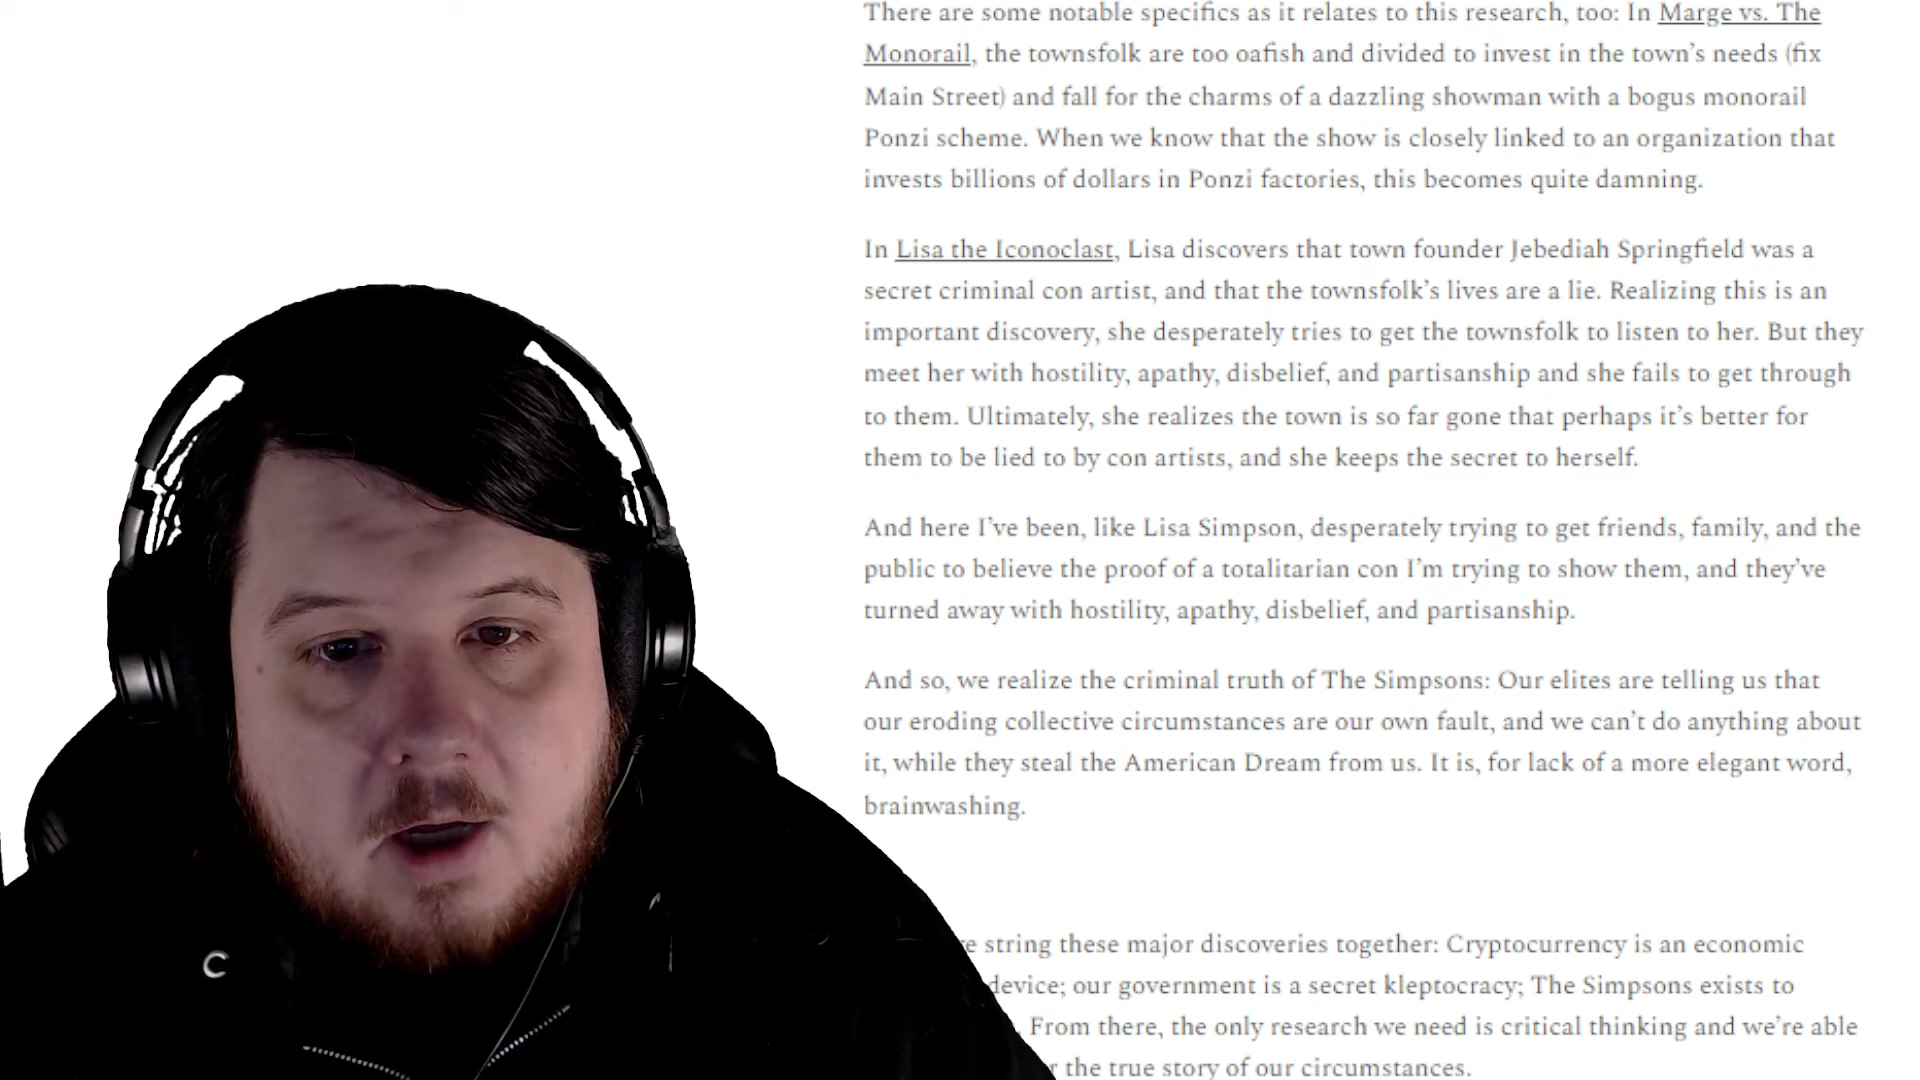 There are some notable specifics as it relates to this research, too: In Marge vs. The
Monorail, the townsfolk are too oafish and divided to invest in the town’s needs (fix
Main Street) and fall for the charms of a dazzling showman with a bogus monorail
Ponzi scheme. When we know that the show is closely linked to an organization that
invests billions of dollars in Ponzi factories, this becomes quite damning.
In Lisa the Iconoclast, Lisa discovers that town founder Jebediah Springfield was a
secret criminal con artist, and that the townsfolk’s lives are a lie. Realizing this is an
important discovery, she desperately tries to get the townsfolk to listen to her. But they
meet her with hostility, apathy, disbelief, and partisanship and she fails to get through
to them. Ultimately, she realizes the town is so far gone that perhaps it’s better for
them to be lied to by con artists, and she keeps the secret to herself.
And here I’ve been, like Lisa Simpson, desperately trying to get friends, family, and the
public to believe the proof of a totalitarian con I’m trying to show them, and they’ve
turned away with hostility, apathy, disbelief, and partisanship.
And so, we realize the criminal truth of The Simpsons: Our elites are telling us that
our eroding collective circumstances are our own fault, and we can’t do anything about
it, while they steal the American Dream from us. It is, for lack of a more elegant word,
brainwashing.
string these major discoveries together: Cryptocurrency is an economic
device; our government is a secret kleptocracy; The Simpsons exists to
From there, the only research we need is critical thinking and we’re able
the true story of our circumstances.
C